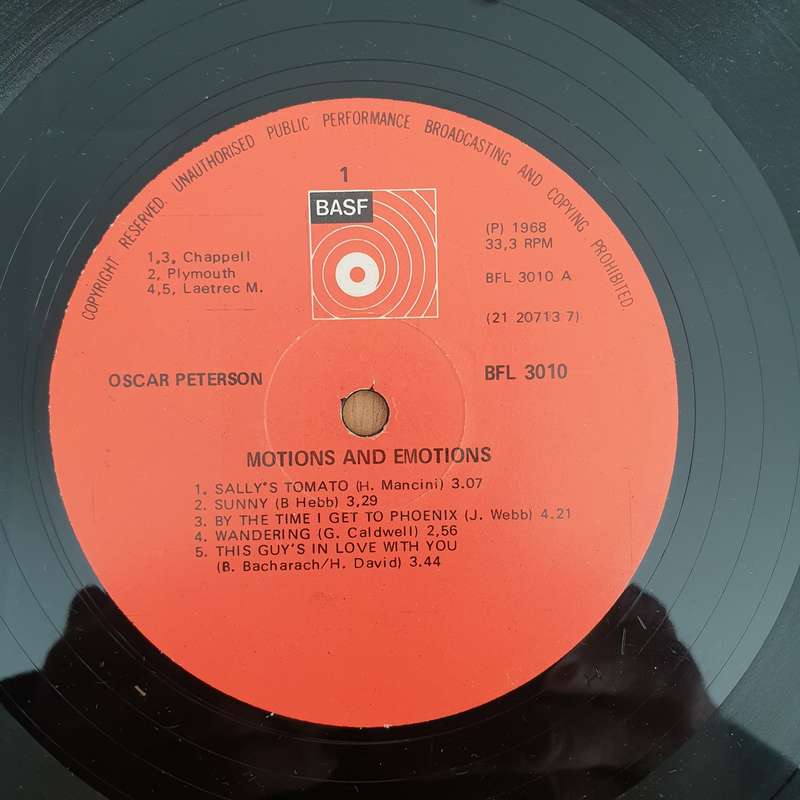 COPYRIGHT RESERVED. UNAUTHORISED PUBLIC PERFORMANCE BROADCASTING AND COPYING PROHIBITED
1
BASF
1,3, Chappell
2, Plymouth
4,5, Laetrec M.
(P) 1968
33,3 RPM
BFL 3010 A
(21 20713 7)
OSCAR PETERSON
BFL 3010
MOTIONS AND EMOTIONS
1. SALLY'S TOMATO (H. Mancini) 3.07
2. SUNNY (B Hebb) 3,29
3. BY THE TIME I GET TO PHOENIX (J. Webb) 4.21
4. WANDERING (G. Caldwell) 2,56
5. THIS GUY'S IN LOVE WITH YOU
(B. Bacharach/H. David) 3.44